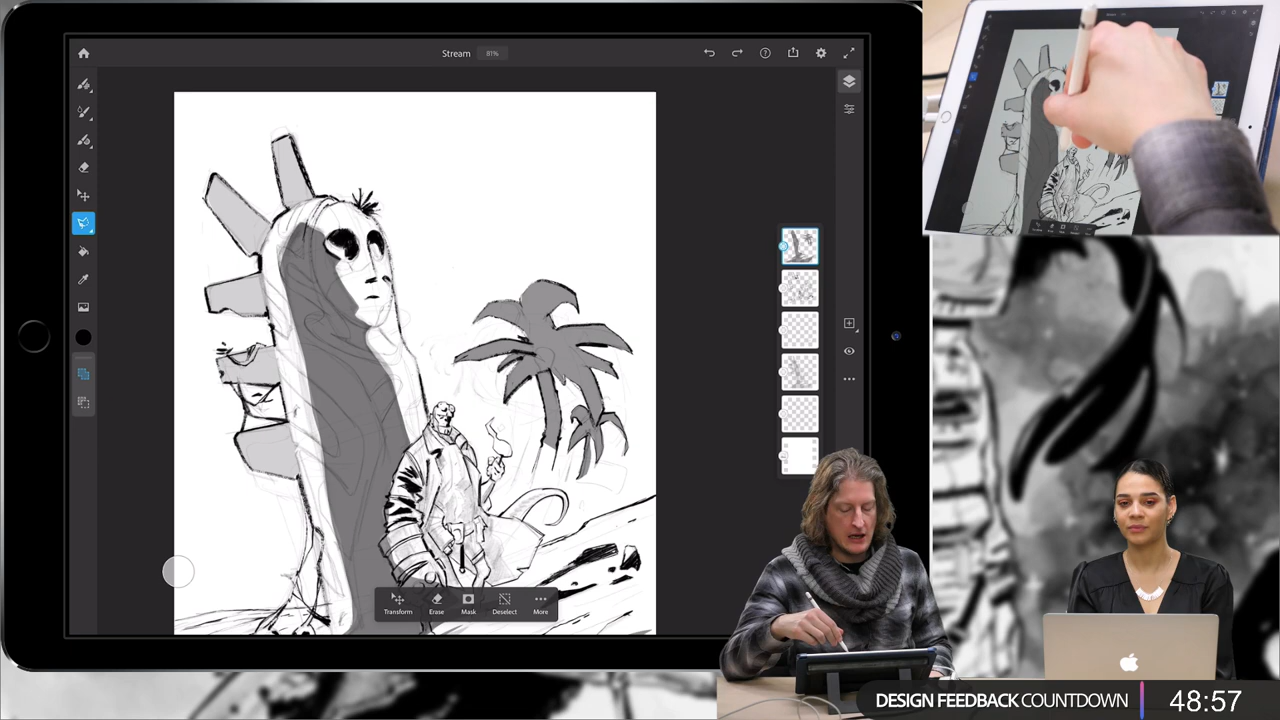 Stream 81%
Transform Erase Mask Deselect More
DESIGN FEEDBACK COUNTDOWN 48:57